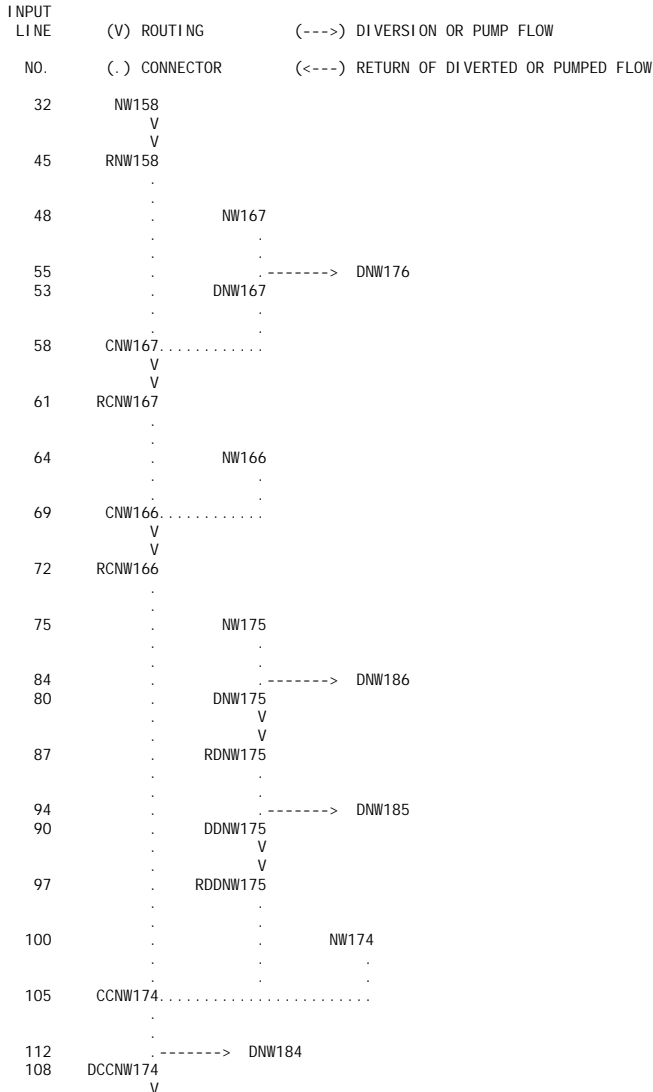 INPUT
LINE (V) ROUTING (--->) DIVERSION OR PUMP FLOW
NO. (.) CONNECTOR (<---) RETURN OF DIVERTED OR PUMPED FLOW
32 NW158
V
V
45 RNW158
.
.
48 . NW167
. .
. .
55 . .-------> DNW176
53 . DNW167
. .
. .
58 CNW167............
V
V
61 RCNW167
.
.
64 . NW166
. .
. .
69 CNW166............
V
V
72 RCNW166
.
.
75 . NW175
. .
. .
84 . .-------> DNW186
80 . DNW175
. V
. V
87 . RDNW175
. .
. .
94 . .-------> DNW185
90 . DDNW175
. V
. V
97 . RDDNW175
. .
. .
100 . . NW174
. . .
. . .
105 CCNW174........................
.
.
112 .-------> DNW184
108 DCCNW174
V